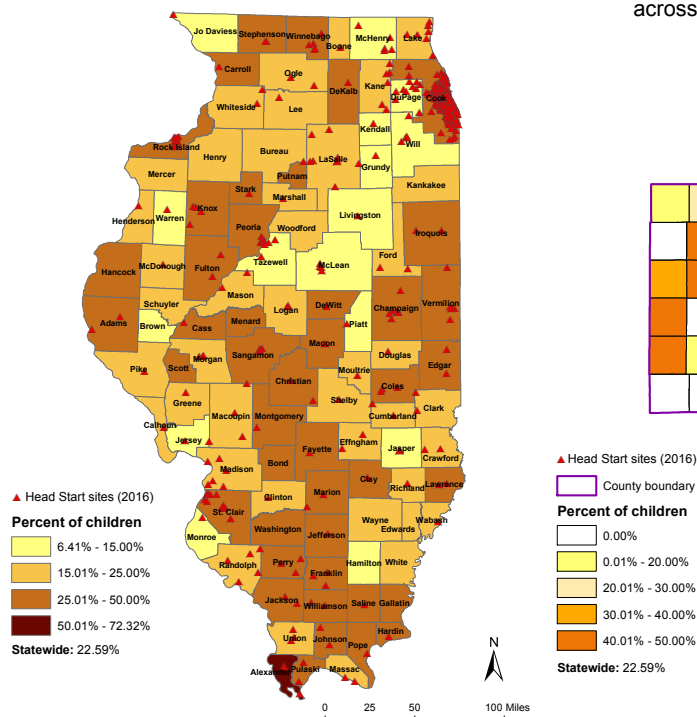 across
Jo Daviess Stephenson Winnebago Boone McHenry Lake
Carroll Ogle DeKalb Kane DuPage Cook
Whiteside Lee Kendall Will
Rock Island Henry Bureau LaSalle Grundy
Mercer Putnam Kankakee
Stark Marshall
Henderson Warren Knox Peoria Woodford Livingston Iroquois
Hancock McDonough Fulton Tazewell McLean Ford
Schuyler Mason Logan DeWitt Champaign Vermilion
Adams Brown Cass Menard Piatt
Pike Scott Morgan Sangamon Macon Douglas Edgar
Christian Moultrie Coles
Greene Shelby
Calhoun Jersey Macoupin Montgomery Cumberland Clark
Fayette Effingham Jasper Crawford
Madison Bond
Clinton Marion Clay Richland Lawrence
St. Clair Wayne Edwards Wabash
Monroe Washington Jefferson
Randolph Perry Franklin Hamilton White
Jackson Williamson Saline Gallatin
Union Johnson Pope Hardin
Alexander Pulaski Massac
Head Start sites (2016)
Percent of children
6.41% - 15.00%
15.01% - 25.00%
25.01% - 50.00%
50.01% - 72.32%
Statewide: 22.59%
N
0 25 50 100 Miles
Head Start sites (2016)
County boundary
Percent of children
0.00%
0.01% - 20.00%
20.01% - 30.00%
30.01% - 40.00%
40.01% - 50.00%
Statewide: 22.59%